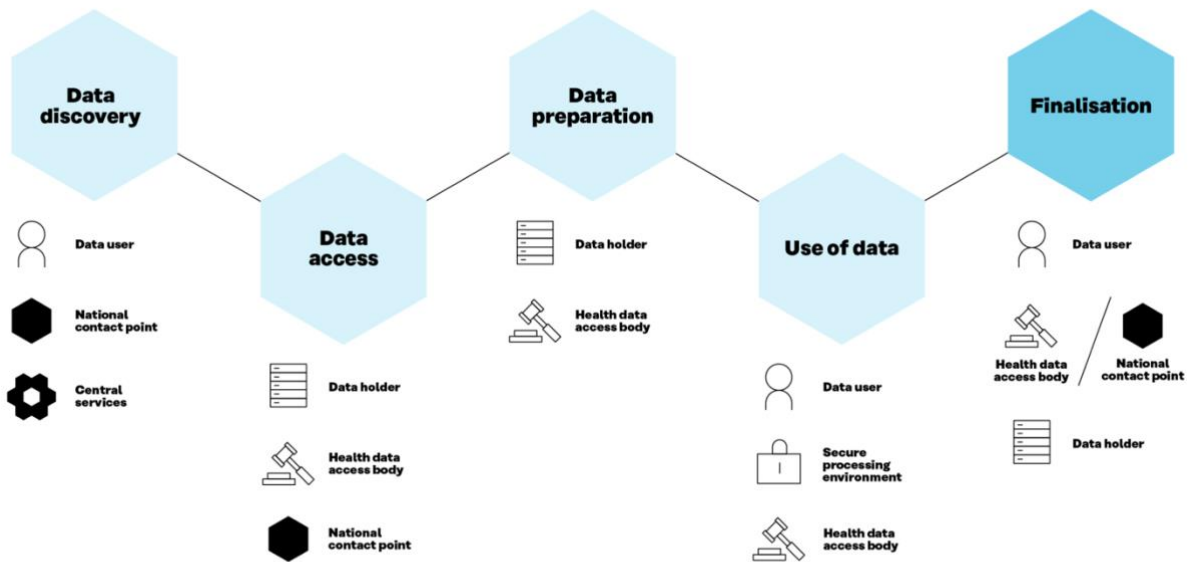 Data
discovery
Data user
National
contact point
Central
services
Data
access
Data holder
Health data
access body
National
contact point
Data
preparation
Data holder
Health data
access body
Use of data
Data user
Secure
processing
environment
Health data
access body
Finalisation
Data user
Health data
access body
National
contact point
Data holder